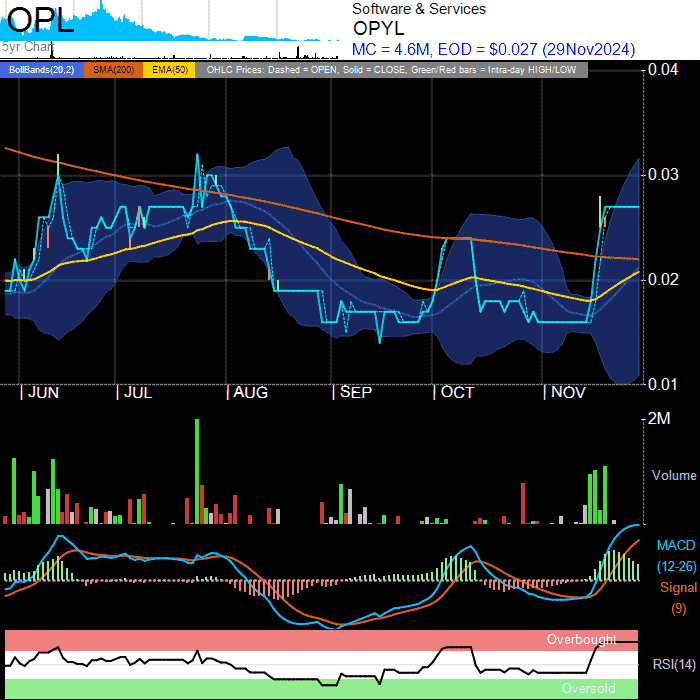 OPL
5yr Chart
Software & Services
OPYL
MC = 4.6M, EOD = $0.027 (29Nov2024)
BollBands(20,2) SMA(200) EMA(50) OHLC Prices: Dashed = OPEN, Solid = CLOSE, Green/Red bars = Intra-day HIGH/LOW
0.04
0.03
0.02
0.01
| JUN | JUL | AUG | SEP | OCT | NOV
2M
Volume
MACD
(12-26)
Signal
(9)
Overbought
RSI(14)
Oversold